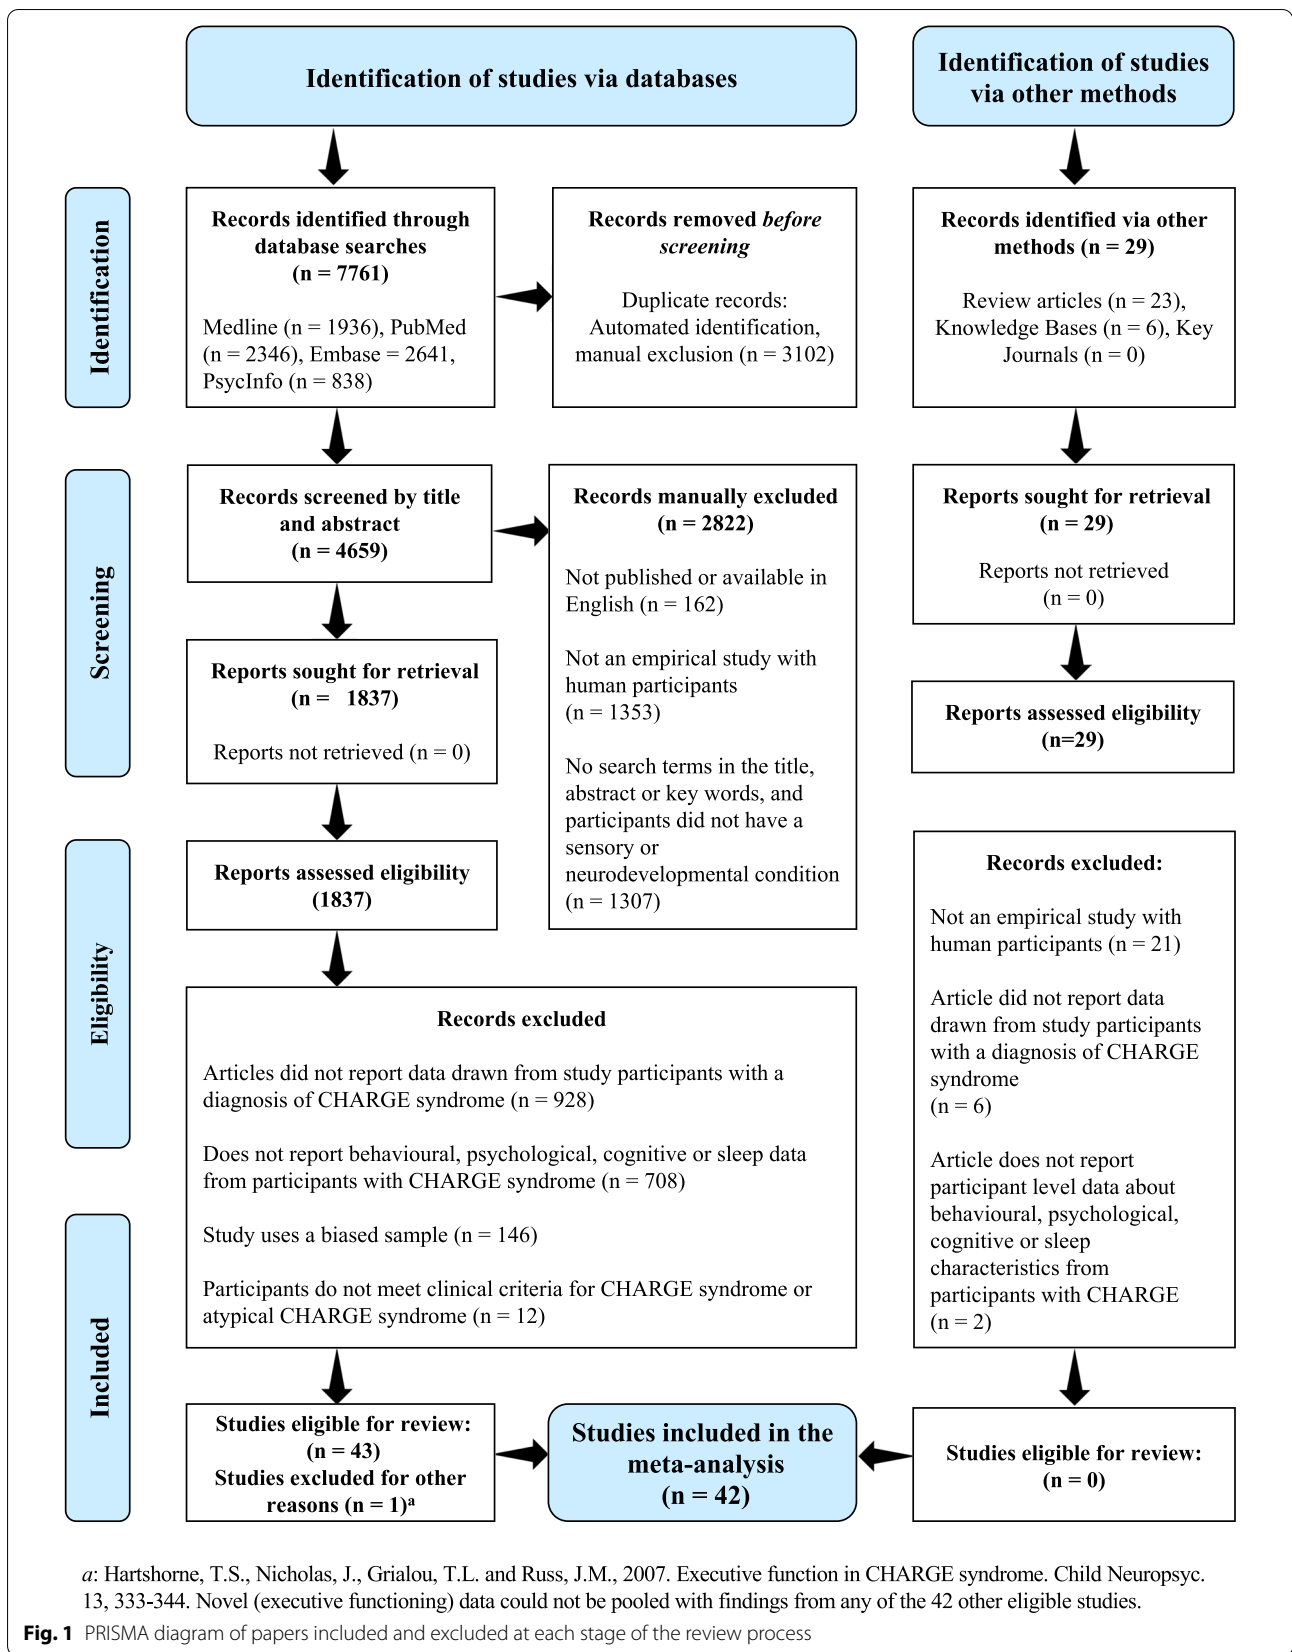 Identification of studies via databases
Identification of studies
via other methods
Identification
Records identified through
database searches
(n = 7761)
Medline (n = 1936), PubMed
(n = 2346), Embase = 2641,
PsycInfo (n = 838)
Records removed before
screening
Duplicate records:
Automated identification,
manual exclusion (n = 3102)
Records identified via other
methods (n = 29)
Review articles (n = 23),
Knowledge Bases (n = 6), Key
Journals (n = 0)
Screening
Records screened by title
and abstract
(n = 4659)
Records manually excluded
(n = 2822)
Not published or available in
English (n = 162)
Not an empirical study with
human participants
(n = 1353)
No search terms in the title,
abstract or key words, and
participants did not have a
sensory or
neurodevelopmental condition
(n = 1307)
Reports sought for retrieval
(n = 1837)
Reports not retrieved (n = 0)
Reports sought for retrieval
(n = 29)
Reports not retrieved
(n = 0)
Reports assessed eligibility
(n=29)
Eligibility
Reports assessed eligibility
(1837)
Records excluded
Articles did not report data drawn from study participants with a
diagnosis of CHARGE syndrome (n = 928)
Does not report behavioural, psychological, cognitive or sleep data
from participants with CHARGE syndrome (n = 708)
Study uses a biased sample (n = 146)
Participants do not meet clinical criteria for CHARGE syndrome or
atypical CHARGE syndrome (n = 12)
Records excluded:
Not an empirical study with
human participants (n = 21)
Article did not report data
drawn from study participants
with a diagnosis of CHARGE
syndrome
(n = 6)
Article does not report
participant level data about
behavioural, psychological,
cognitive or sleep
characteristics from
participants with CHARGE
(n = 2)
Included
Studies eligible for review:
(n = 43)
Studies excluded for other
reasons (n = 1)a
Studies included in the
meta-analysis
(n = 42)
Studies eligible for review:
(n = 0)
a: Hartshorne, T.S., Nicholas, J., Grialou, T.L. and Russ, J.M., 2007. Executive function in CHARGE syndrome. Child Neuropsyc.
13, 333-344. Novel (executive functioning) data could not be pooled with findings from any of the 42 other eligible studies.
Fig. 1 PRISMA diagram of papers included and excluded at each stage of the review process